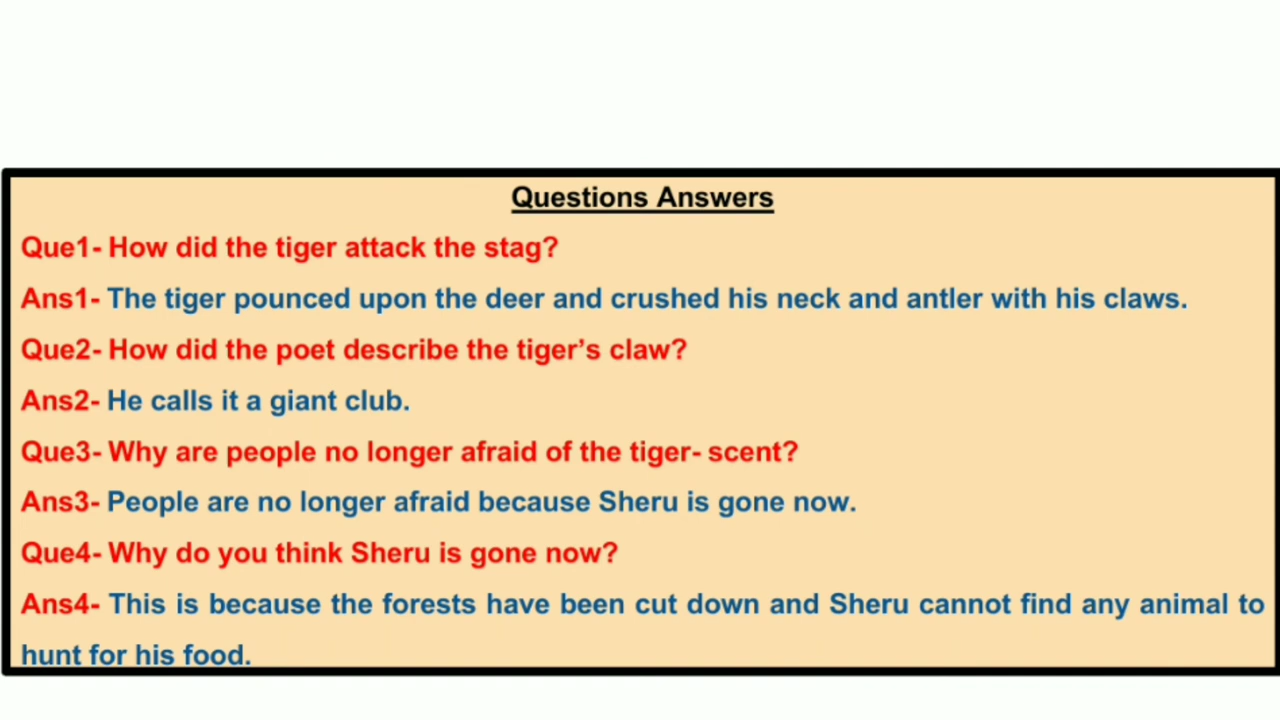 Questions Answers
Que1- How did the tiger attack the stag?
Ans1- The tiger pounced upon the deer and crushed his neck and antler with his claws.
Que2- How did the poet describe the tiger’s claw?
Ans2- He calls it a giant club.
Que3- Why are people no longer afraid of the tiger- scent?
Ans3- People are no longer afraid because Sheru is gone now.
Que4- Why do you think Sheru is gone now?
Ans4- This is because the forests have been cut down and Sheru cannot find any animal to
hunt for his food.